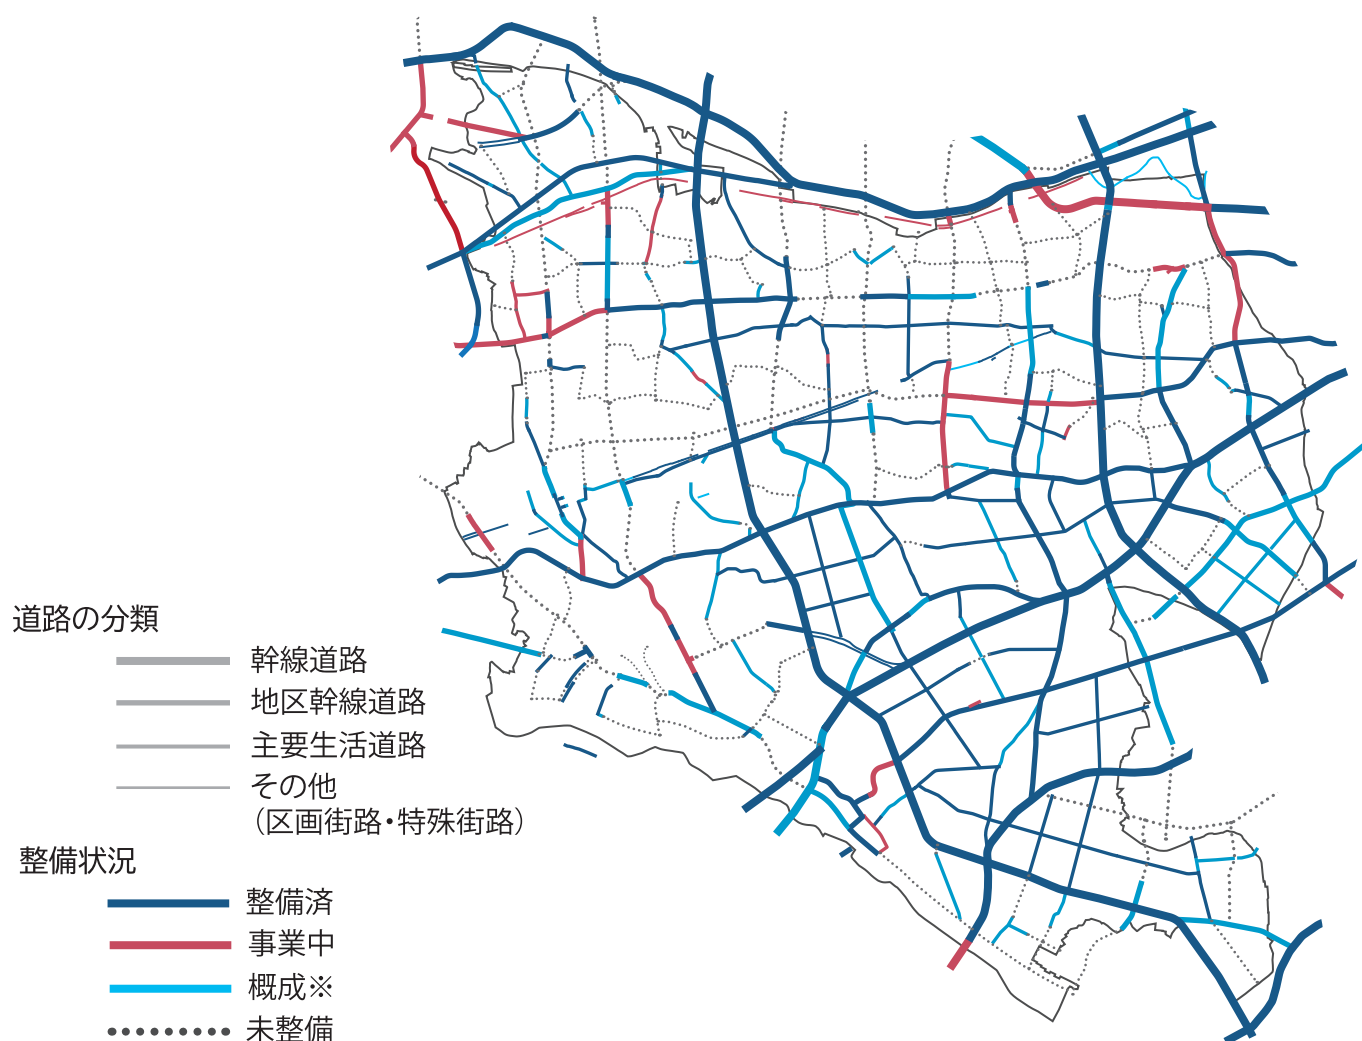 道路の分類
幹線道路
地区幹線道路
主要生活道路
その他
（区画街路・特殊街路）
整備状況
整備済
事業中
概成※
未整備